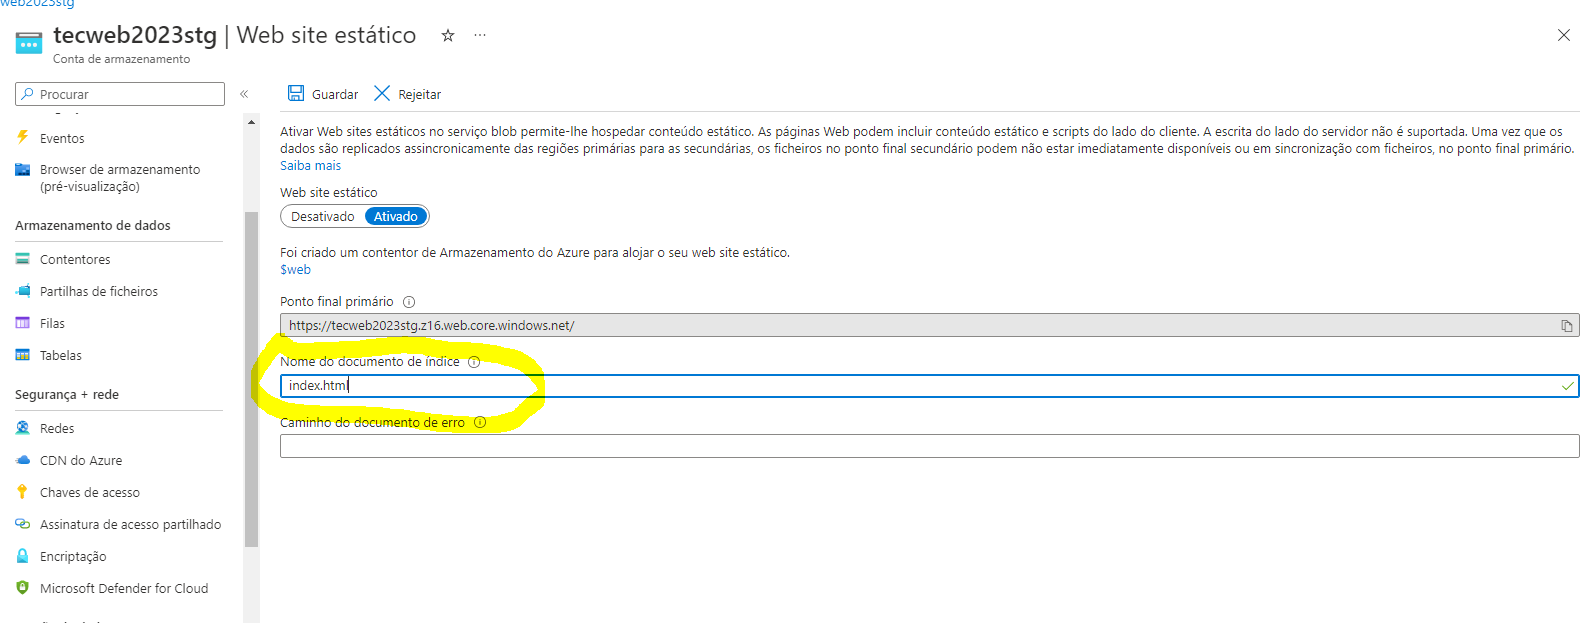 web2023stg
tecweb2023stg | Web site estático
Conta de armazenamento
Procurar
Guardar
Rejeitar
Eventos
Browser de armazenamento
(pré-visualização)
Armazenamento de dados
Contentores
Partilhas de ficheiros
Filas
Tabelas
Segurança + rede
Redes
CDN do Azure
Chaves de acesso
Assinatura de acesso partilhado
Encriptação
Microsoft Defender for Cloud
Ativar Web sites estáticos no serviço blob permite-lhe hospedar conteúdo estático. As páginas Web podem incluir conteúdo estático e scripts do lado do cliente. A escrita do lado do servidor não é suportada. Uma vez que os
dados são replicados assincronicamente das regiões primárias para as secundárias, os ficheiros no ponto final secundário podem não estar imediatamente disponíveis ou em sincronização com ficheiros, no ponto final primário.
Saiba mais
Web site estático
Desativado Ativado
Foi criado um contentor de Armazenamento do Azure para alojar o seu web site estático.
$web
Ponto final primário
https://tecweb2023stg.z16.web.core.windows.net/
Nome do documento de índice
index.html
Caminho do documento de erro